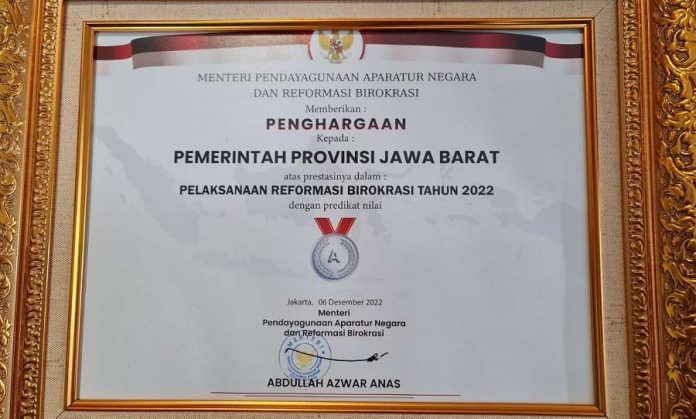 MENTERI PENDAYAGUNAAN APARATUR NEGARA
DAN REFORMASI BIROKRASI
Memberikan :
PENGHARGAAN
Kepada :
PEMERINTAH PROVINSI JAWA BARAT
atas prestasinya dalam :
PELAKSANAAN REFORMASI BIROKRASI TAHUN 2022
dengan predikat nilai
A
Jakarta, 06 Desember 2022
Menteri
Pendayagunaan Aparatur Negara
dan Reformasi Birokrasi
MENTERI
ABDULLAH AZWAR ANAS